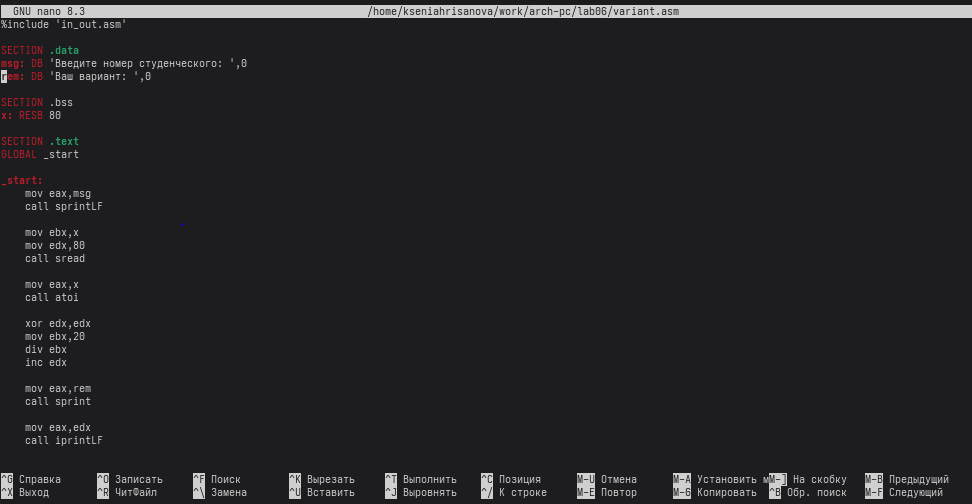 GNU nano 8.3 /home/kseniahrisanova/work/arch-pc/lab06/variant.asm
%include 'in_out.asm'
SECTION .data
msg: DB 'Введите номер студенческого: ',0
rem: DB 'Ваш вариант: ',0
SECTION .bss
x: RESB 80
SECTION .text
GLOBAL _start
_start:
mov eax,msg
call sprintLF
mov ebx,x
mov edx,80
call sread
mov eax,x
call atoi
xor edx,edx
mov ebx,20
div ebx
inc edx
mov eax,rem
call sprint
mov eax,edx
call iprintLF
^G Справка ^O Записать ^F Поиск ^K Вырезать ^T Выполнить ^C Позиция M-U Отмена M-A Установить мM-] На скобку M-B Предыдущий
^X Выход ^R ЧитФайл ^\ Замена ^U Вставить ^J Выровнять ^/ К строке M-E Повтор M-6 Копировать ^B Обр. поиск M-F Следующий